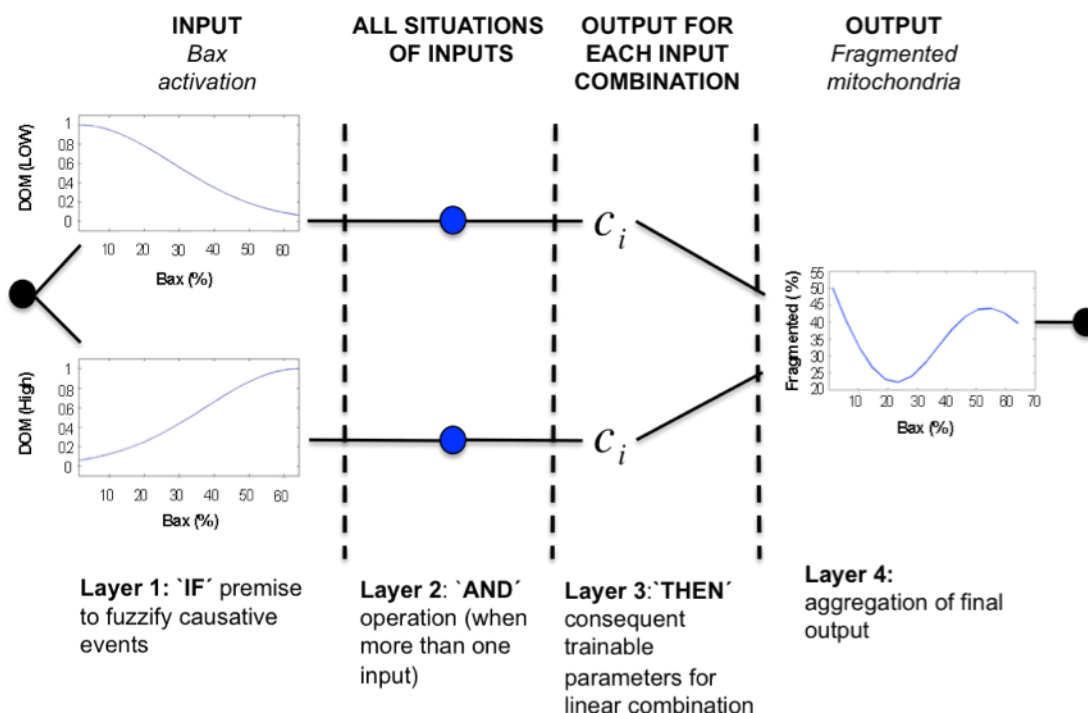 INPUT
Bax
activation
ALL SITUATIONS
OF INPUTS
OUTPUT FOR
EACH INPUT
COMBINATION
OUTPUT
Fragmented
mitochondria
DOM (LOW)
1
0.8
0.6
0.4
0.2
0
10 20 30 40 50 60
Bax (%)
DOM (High)
1
0.8
0.6
0.4
0.2
0
10 20 30 40 50 60
Bax (%)
c i
c i
Fragmented (%)
55
50
45
40
35
30
25
20
10 20 30 40 50 60 70
Bax (%)
Layer 1: `IF´ premise
to fuzzify causative
events
Layer 2: `AND´
operation (when
more than one
input)
Layer 3:`THEN´
consequent
trainable
parameters for
linear combination
Layer 4:
aggregation of final
output